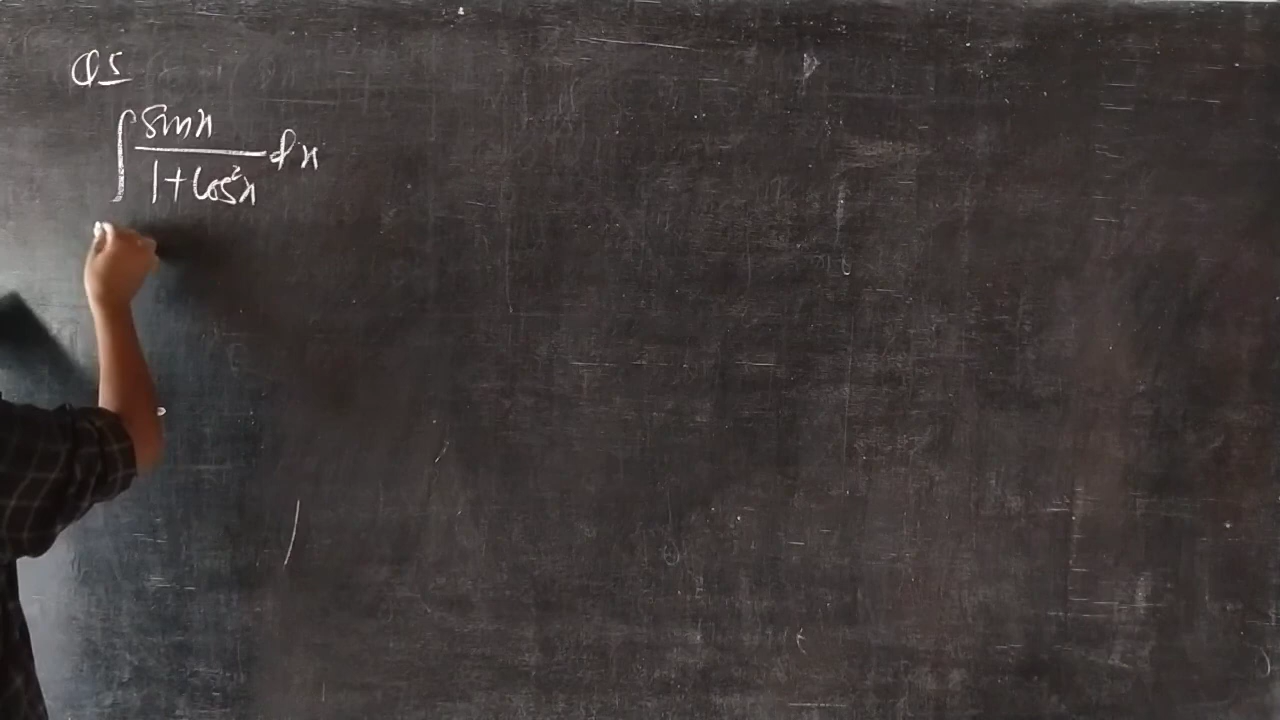 Q5
∫ sinx / 1+cos²x dx